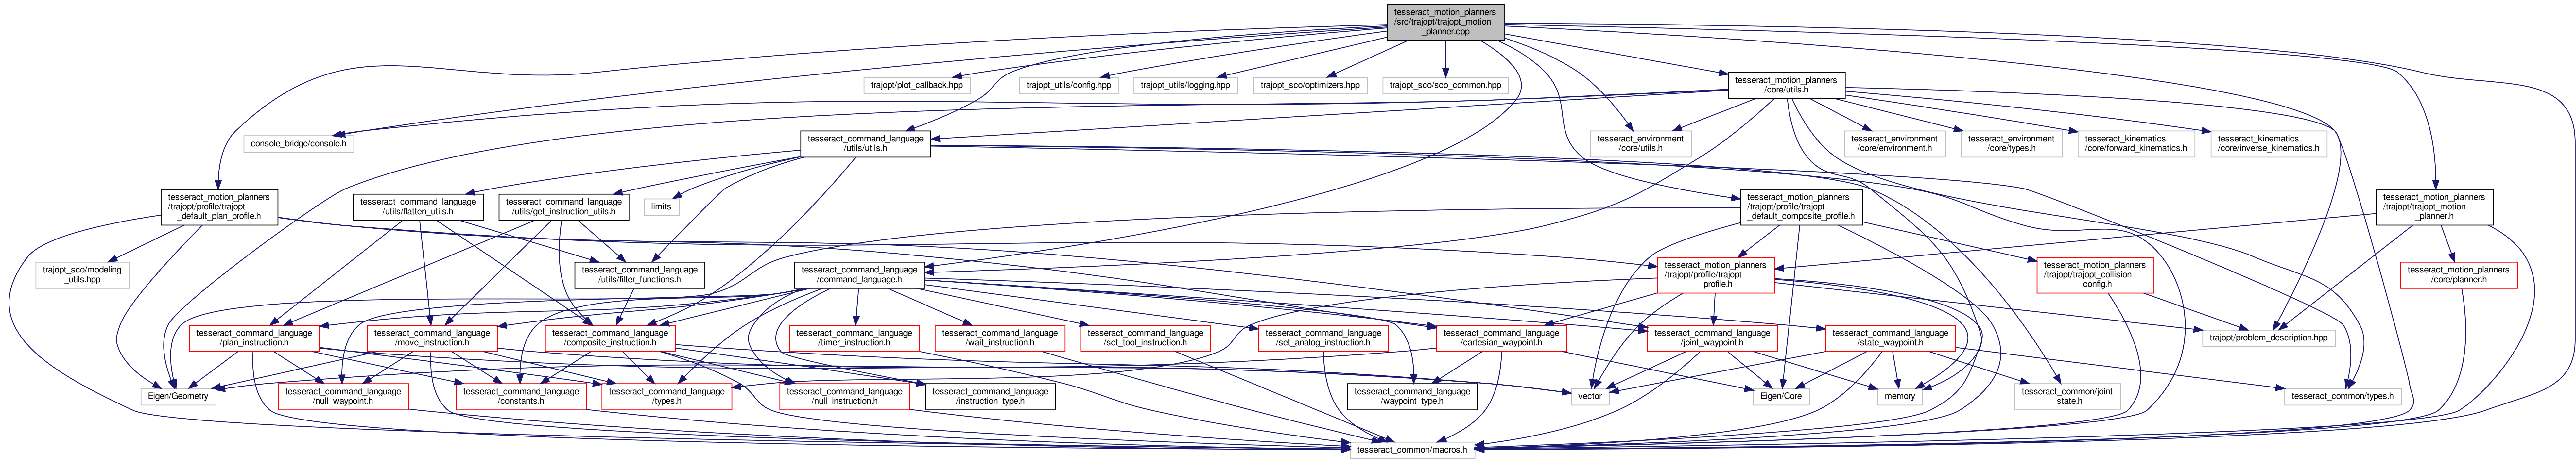 tesseract_motion_planners
/src/trajopt/trajopt_motion
_planner.cpp
trajopt/plot_callback.hpp
trajopt_utils/config.hpp
trajopt_utils/logging.hpp
trajopt_sco/optimizers.hpp
trajopt_sco/sco_common.hpp
tesseract_motion_planners
/core/utils.h
console_bridge/console.h
tesseract_command_language
/utils/utils.h
tesseract_environment
/core/utils.h
tesseract_environment
/core/environment.h
tesseract_environment
/core/types.h
tesseract_kinematics
/core/forward_kinematics.h
tesseract_kinematics
/core/inverse_kinematics.h
tesseract_motion_planners
/trajopt/profile/trajopt
_default_plan_profile.h
tesseract_command_language
/utils/flatten_utils.h
tesseract_command_language
/utils/get_instruction_utils.h
limits
tesseract_motion_planners
/trajopt/profile/trajopt
_default_composite_profile.h
tesseract_motion_planners
/trajopt/trajopt_motion
_planner.h
trajopt_sco/modeling
_utils.hpp
tesseract_command_language
/utils/filter_functions.h
tesseract_command_language
/command_language.h
tesseract_motion_planners
/trajopt/profile/trajopt
_profile.h
tesseract_motion_planners
/trajopt/trajopt_collision
_config.h
tesseract_motion_planners
/core/planner.h
tesseract_command_language
/plan_instruction.h
tesseract_command_language
/move_instruction.h
tesseract_command_language
/composite_instruction.h
tesseract_command_language
/timer_instruction.h
tesseract_command_language
/wait_instruction.h
tesseract_command_language
/set_tool_instruction.h
tesseract_command_language
/set_analog_instruction.h
tesseract_command_language
/cartesian_waypoint.h
tesseract_command_language
/joint_waypoint.h
tesseract_command_language
/state_waypoint.h
trajopt/problem_description.hpp
Eigen/Geometry
tesseract_command_language
/null_waypoint.h
tesseract_command_language
/constants.h
tesseract_command_language
/types.h
tesseract_command_language
/null_instruction.h
tesseract_command_language
/instruction_type.h
tesseract_command_language
/waypoint_type.h
vector
Eigen/Core
memory
tesseract_common/joint
_state.h
tesseract_common/types.h
tesseract_common/macros.h